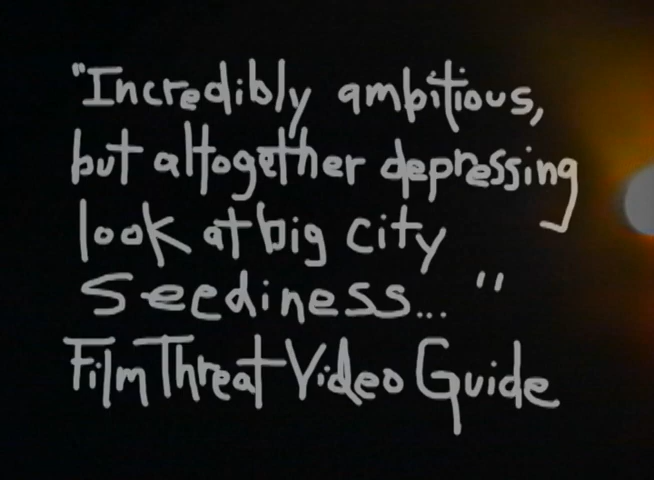 "Incredibly ambitious,
but altogether depressing
look at big city
seediness..."
Film Threat Video Guide